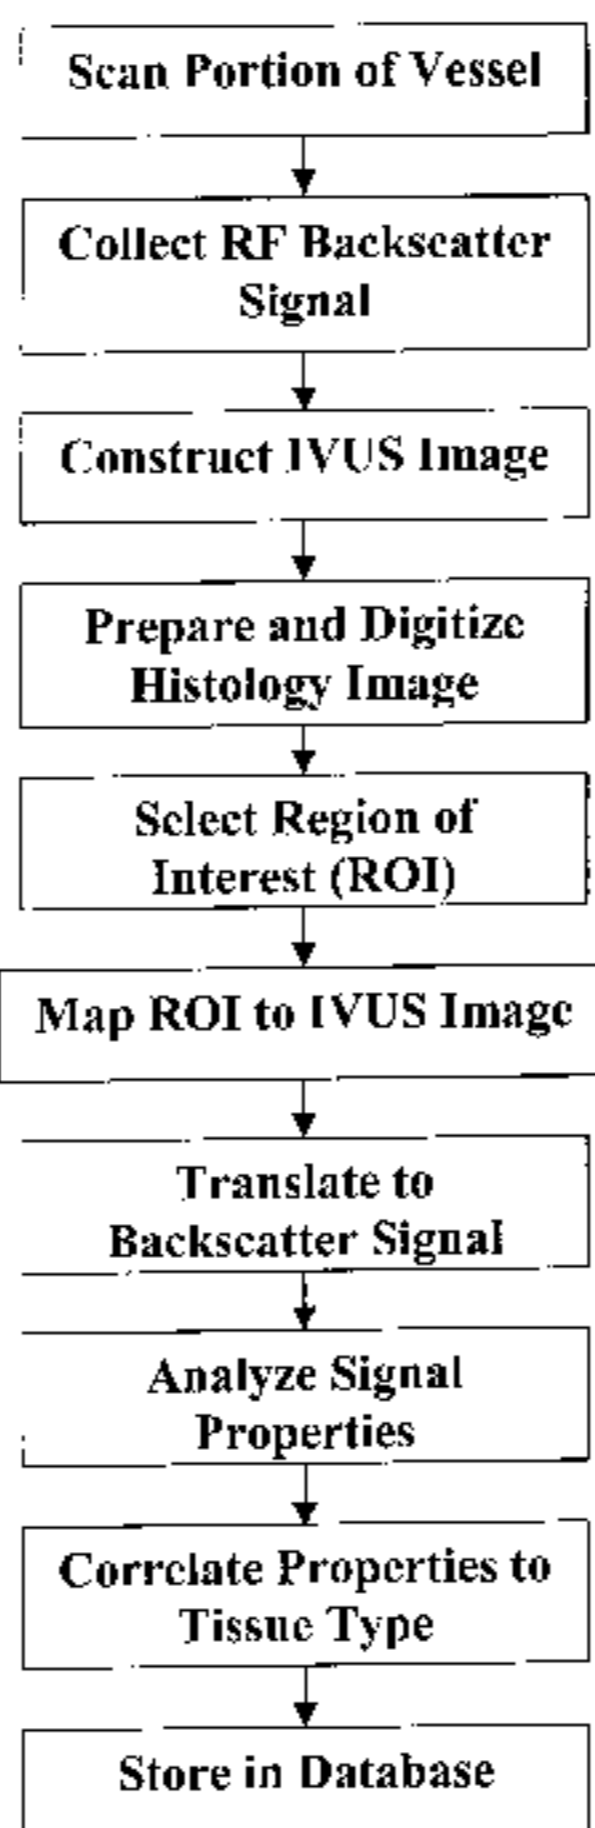 Scan Portion of Vessel
Collect RF Backscatter
Signal
Construct IVUS Image
Prepare and Digitize
Histology Image
Select Region of
Interest (ROI)
Map ROI to IVUS Image
Translate to
Backscatter Signal
Analyze Signal
Properties
Correlate Properties to
Tissue Type
Store in Database